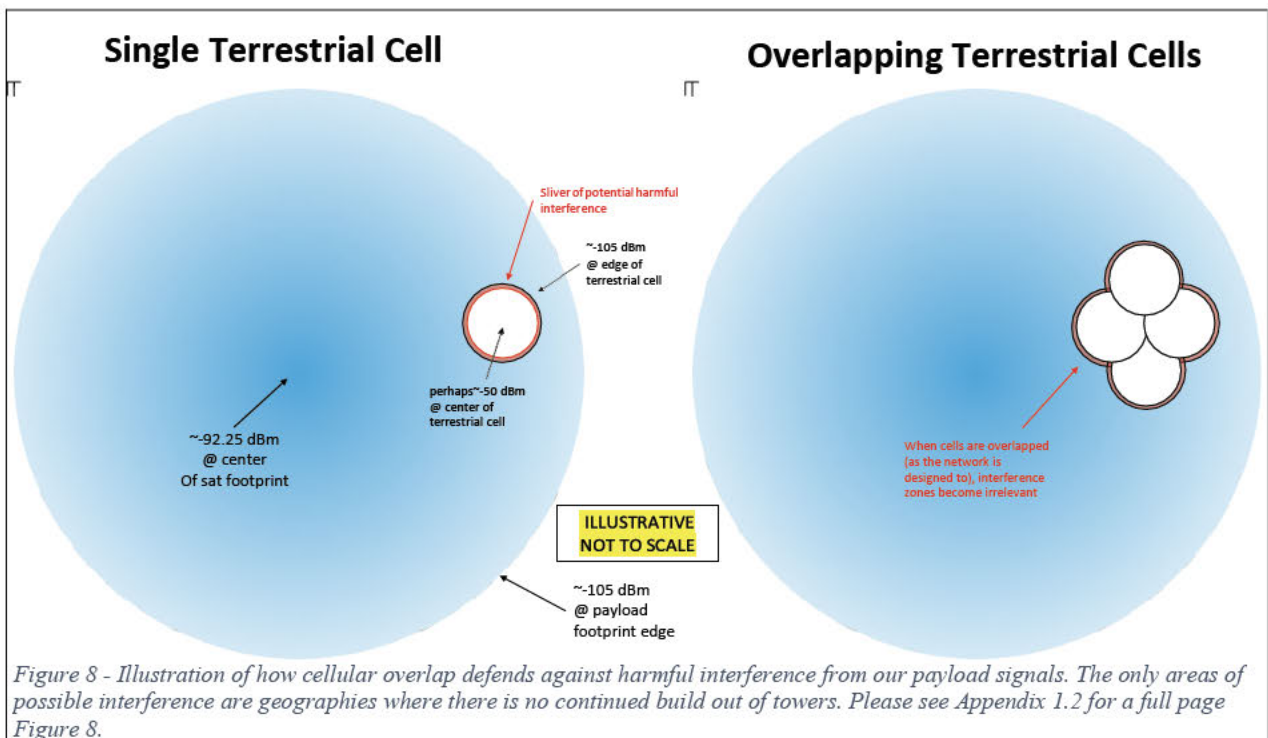 Single Terrestrial Cell
Overlapping Terrestrial Cells
Sliver of potential harmful
interference
~-105 dBm
@ edge of
terrestrial cell
perhaps~-50 dBm
@ center of
terrestrial cell
~-92.25 dBm
@ center
Of sat footprint
When cells are overlapped
(as the network is
designed to), interference
zones become irrelevant
ILLUSTRATIVE
NOT TO SCALE
~-105 dBm
@ payload
footprint edge
Figure 8 - Illustration of how cellular overlap defends against harmful interference from our payload signals. The only areas of
possible interference are geographies where there is no continued build out of towers. Please see Appendix 1.2 for a full page
Figure 8.